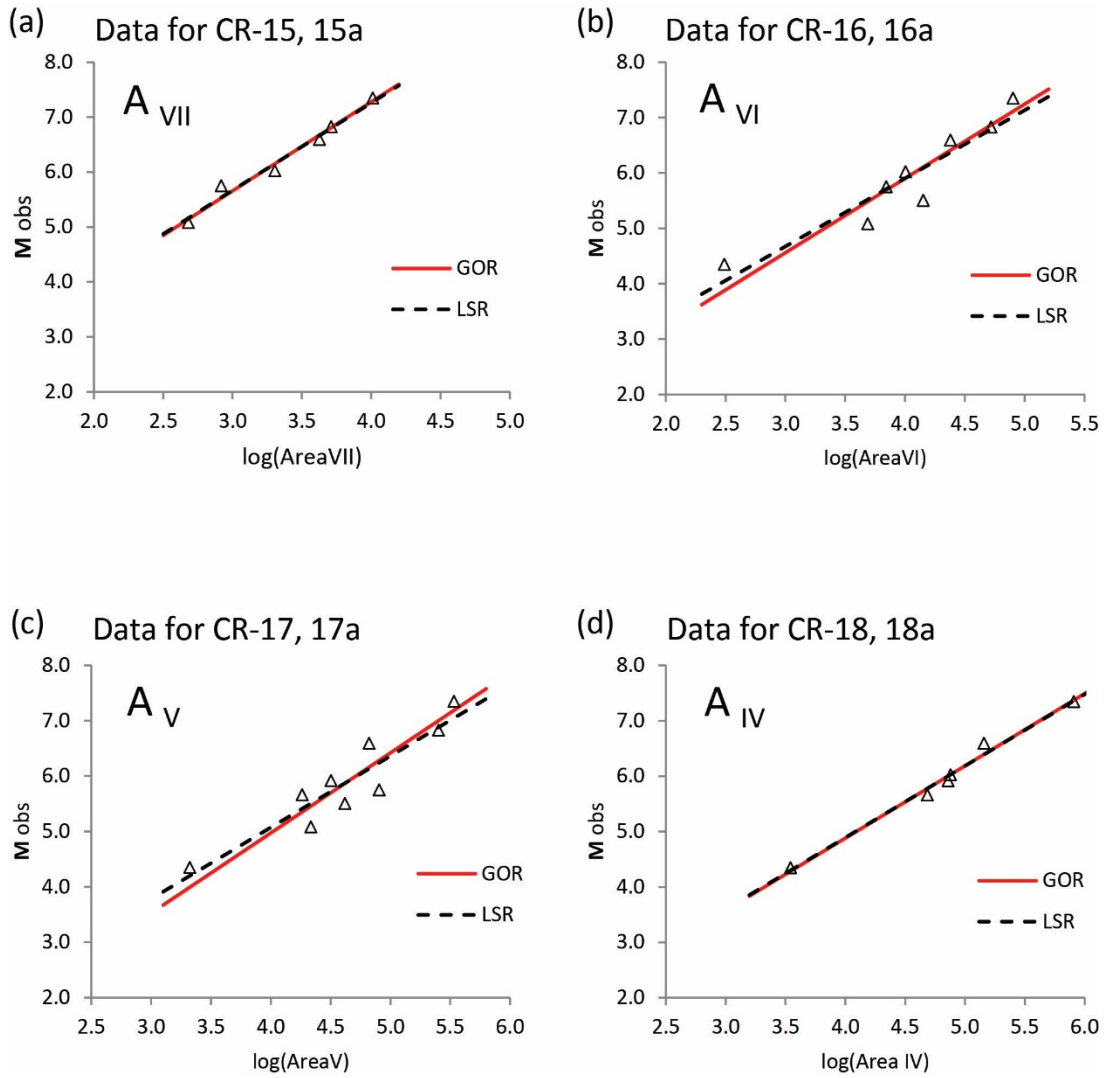 (a) Data for CR-15, 15a
8.0
7.0
6.0
5.0
4.0
3.0
2.0
M obs
A VII
GOR
LSR
2.0 2.5 3.0 3.5 4.0 4.5 5.0
log(AreaVII)
(b) Data for CR-16, 16a
8.0
7.0
6.0
5.0
4.0
3.0
2.0
M obs
A VI
GOR
LSR
2.0 2.5 3.0 3.5 4.0 4.5 5.0 5.5
log(AreaVI)
(c) Data for CR-17, 17a
8.0
7.0
6.0
5.0
4.0
3.0
2.0
M obs
A V
GOR
LSR
2.5 3.0 3.5 4.0 4.5 5.0 5.5 6.0
log(AreaV)
(d) Data for CR-18, 18a
8.0
7.0
6.0
5.0
4.0
3.0
2.0
M obs
A IV
GOR
LSR
2.5 3.0 3.5 4.0 4.5 5.0 5.5 6.0
log(Area IV)